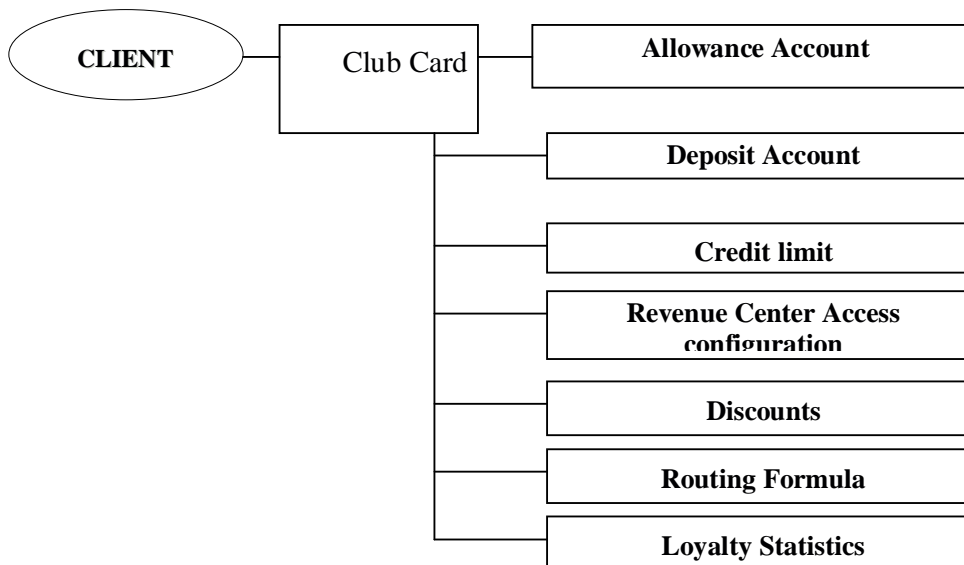 CLIENT
Club Card
Allowance Account
Deposit Account
Credit limit
Revenue Center Access
configuration
Discounts
Routing Formula
Loyalty Statistics